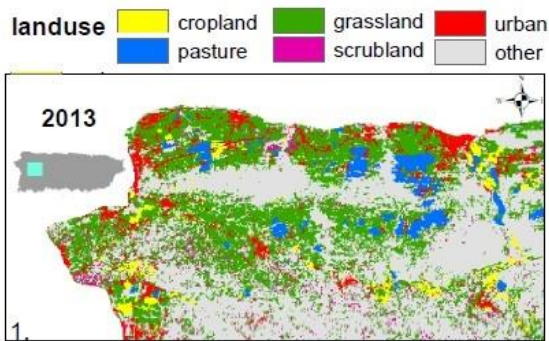 landuse cropland grassland urban
pasture scrubland other
2013
N
W E
1.